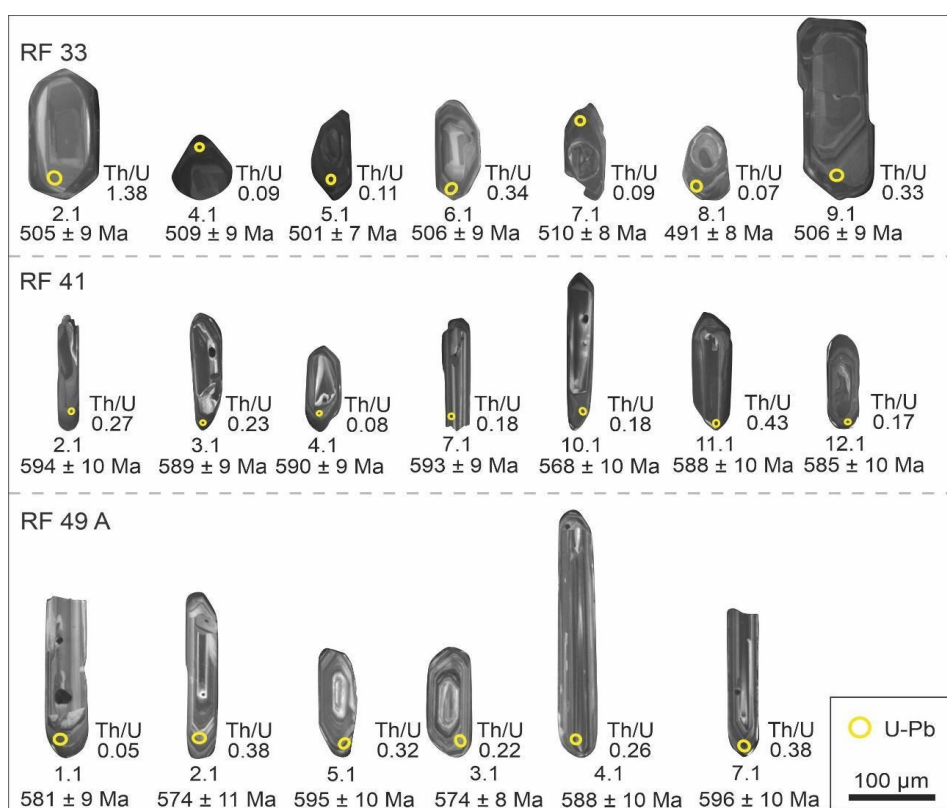 RF 33
Th/U Th/U Th/U Th/U Th/U Th/U Th/U
1.38 0.09 0.11 0.34 0.09 0.07 0.33
2.1 4.1 5.1 6.1 7.1 8.1 9.1
505 ± 9 Ma 509 ± 9 Ma 501 ± 7 Ma 506 ± 9 Ma 510 ± 8 Ma 491 ± 8 Ma 506 ± 9 Ma
RF 41
Th/U Th/U Th/U Th/U Th/U Th/U Th/U
0.27 0.23 0.08 0.18 0.18 0.43 0.17
2.1 3.1 4.1 7.1 10.1 11.1 12.1
594 ± 10 Ma 589 ± 9 Ma 590 ± 9 Ma 593 ± 9 Ma 568 ± 10 Ma 588 ± 10 Ma 585 ± 10 Ma
RF 49 A
Th/U Th/U Th/U Th/U Th/U Th/U
0.05 0.38 0.32 0.22 0.26 0.38
1.1 2.1 5.1 3.1 4.1 7.1
581 ± 9 Ma 574 ± 11 Ma 595 ± 10 Ma 574 ± 8 Ma 588 ± 10 Ma 596 ± 10 Ma
U-Pb
100 µm